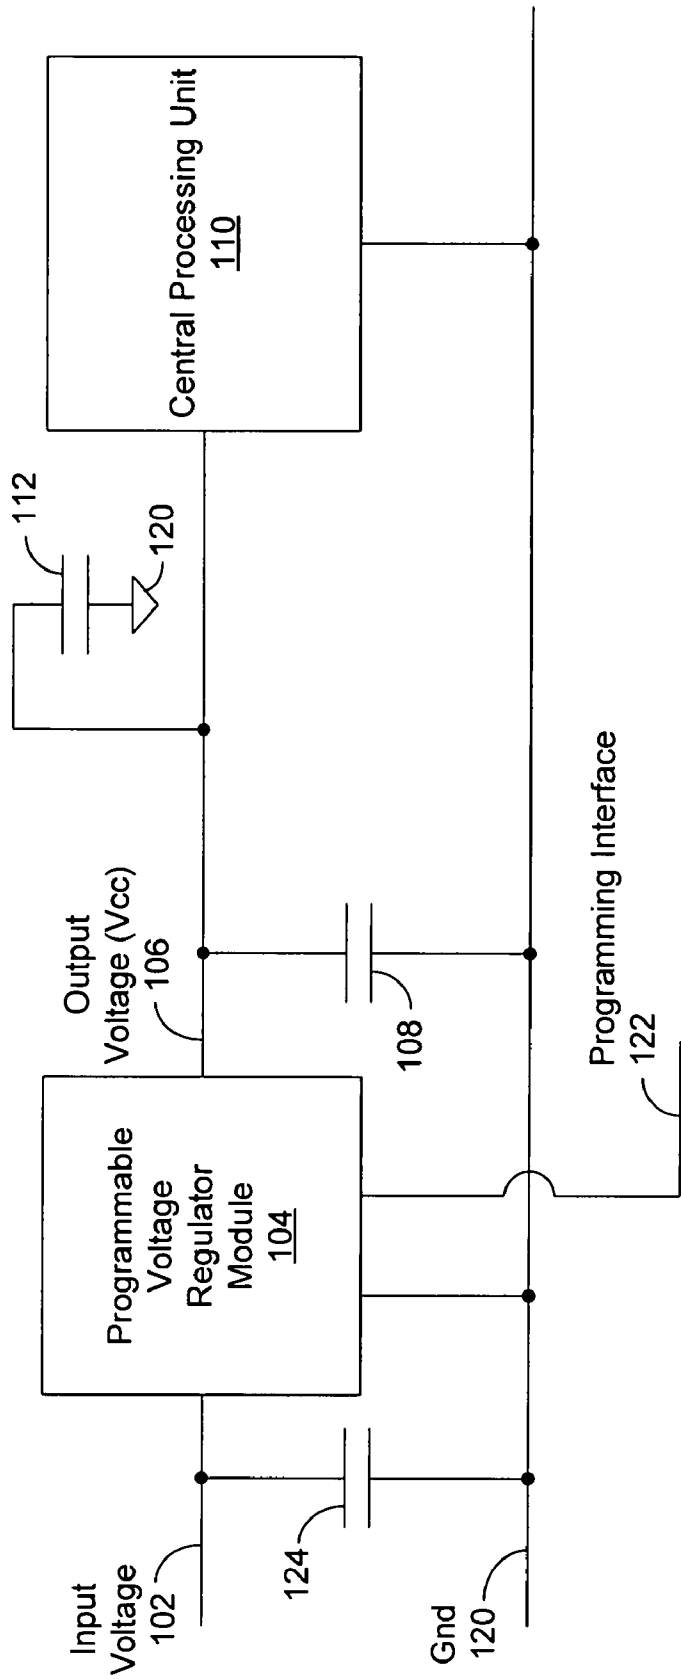 Input
Voltage
102
124
Gnd
120
Programmable
Voltage
Regulator
Module
104
Output
Voltage (Vcc)
106
108
Programming Interface
122
112
120
Central Processing Unit
110